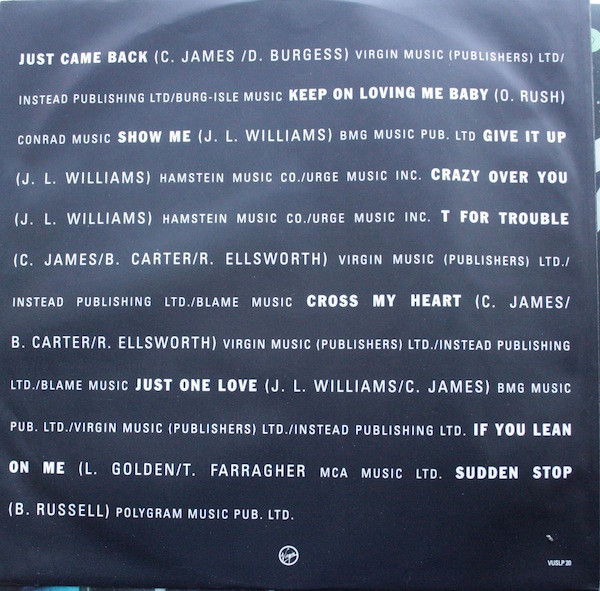 JUST CAME BACK (C. JAMES /D. BURGESS) VIRGIN MUSIC (PUBLISHERS) LTD/
INSTEAD PUBLISHING LTD/BURG-ISLE MUSIC KEEP ON LOVING ME BABY (O. RUSH)
CONRAD MUSIC SHOW ME (J. L. WILLIAMS) BMG MUSIC PUB. LTD GIVE IT UP
(J. L. WILLIAMS) HAMSTEIN MUSIC CO./URGE MUSIC INC. CRAZY OVER YOU
(J. L. WILLIAMS) HAMSTEIN MUSIC CO./URGE MUSIC INC. T FOR TROUBLE
(C. JAMES/B. CARTER/R. ELLSWORTH) VIRGIN MUSIC (PUBLISHERS) LTD./
INSTEAD PUBLISHING LTD./BLAME MUSIC CROSS MY HEART (C. JAMES/
B. CARTER/R. ELLSWORTH) VIRGIN MUSIC (PUBLISHERS) LTD./INSTEAD PUBLISHING
LTD./BLAME MUSIC JUST ONE LOVE (J. L. WILLIAMS/C. JAMES) BMG MUSIC
PUB. LTD./VIRGIN MUSIC (PUBLISHERS) LTD./INSTEAD PUBLISHING LTD. IF YOU LEAN
ON ME (L. GOLDEN/T. FARRAGHER MCA MUSIC LTD. SUDDEN STOP
(B. RUSSELL) POLYGRAM MUSIC PUB. LTD.
Virgin
VUSLP 20